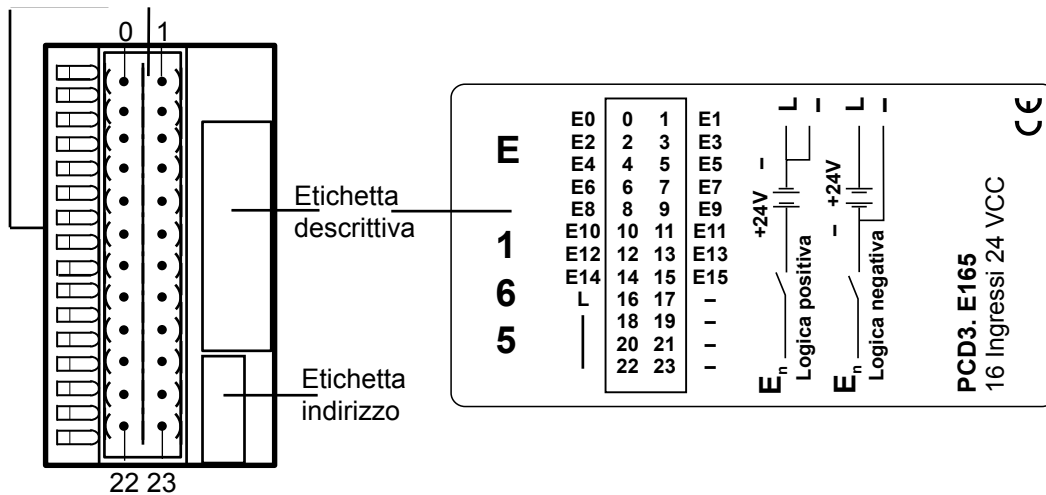 0 1
22 23
Etichetta
descrittiva
Etichetta
indirizzo
E
1
6
5
E0 0 1 E1
E2 2 3 E3
E4 4 5 E5
E6 6 7 E7
E8 8 9 E9
E10 10 11 E11
E12 12 13 E13
E14 14 15 E15
L 16 17 –
18 19 –
20 21 –
22 23 –
L –
+24V –
En
Logica positiva
L –
– +24V
En
Logica negativa
PCD3. E165
16 Ingressi 24 VCC
CE